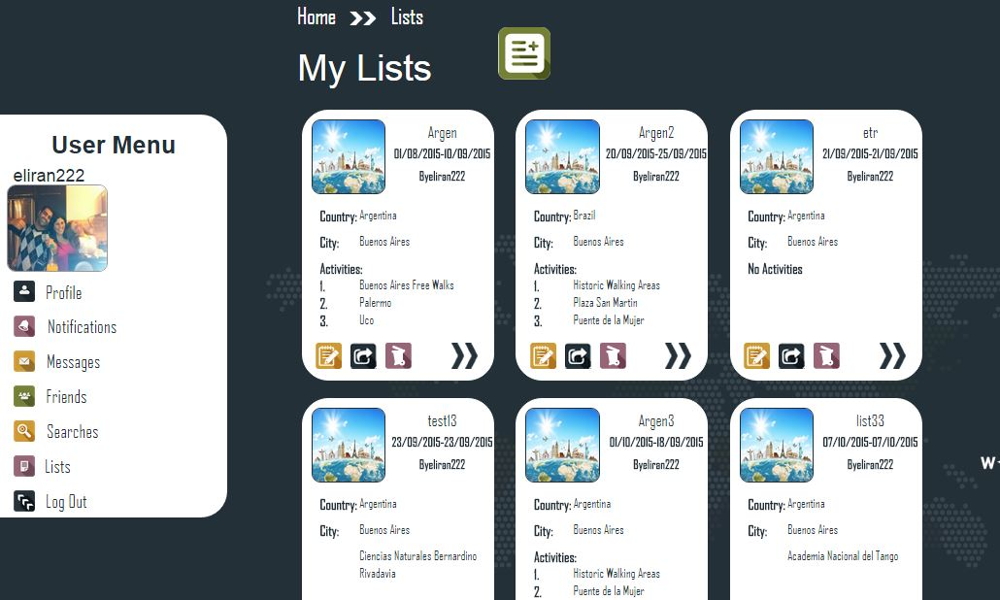 Home Lists
My Lists
User Menu
eliran222
Profile
Notifications
Messages
Friends
Searches
Lists
Log Out
Argen
01/08/2015-10/09/2015
Byeliran222
Country: Argentina
City: Buenos Aires
Activities:
1. Buenos Aires Free Walks
2. Palermo
3. Uco
Argen2
20/09/2015-25/09/2015
Byeliran222
Country: Brazil
City: Buenos Aires
Activities:
1. Historic Walking Areas
2. Plaza San Martin
3. Puente de la Mujer
etr
21/09/2015-21/09/2015
Byeliran222
Country: Argentina
City: Buenos Aires
No Activities
test13
23/09/2015-23/09/2015
Byeliran222
Country: Argentina
City: Buenos Aires
Ciencias Naturales Bernardino
Rivadavia
Argen3
01/10/2015-18/09/2015
Byeliran222
Country: Argentina
City: Buenos Aires
Activities:
1. Historic Walking Areas
2. Puente de la Mujer
list33
07/10/2015-07/10/2015
Byeliran222
Country: Argentina
City: Buenos Aires
Academia Nacional del Tango